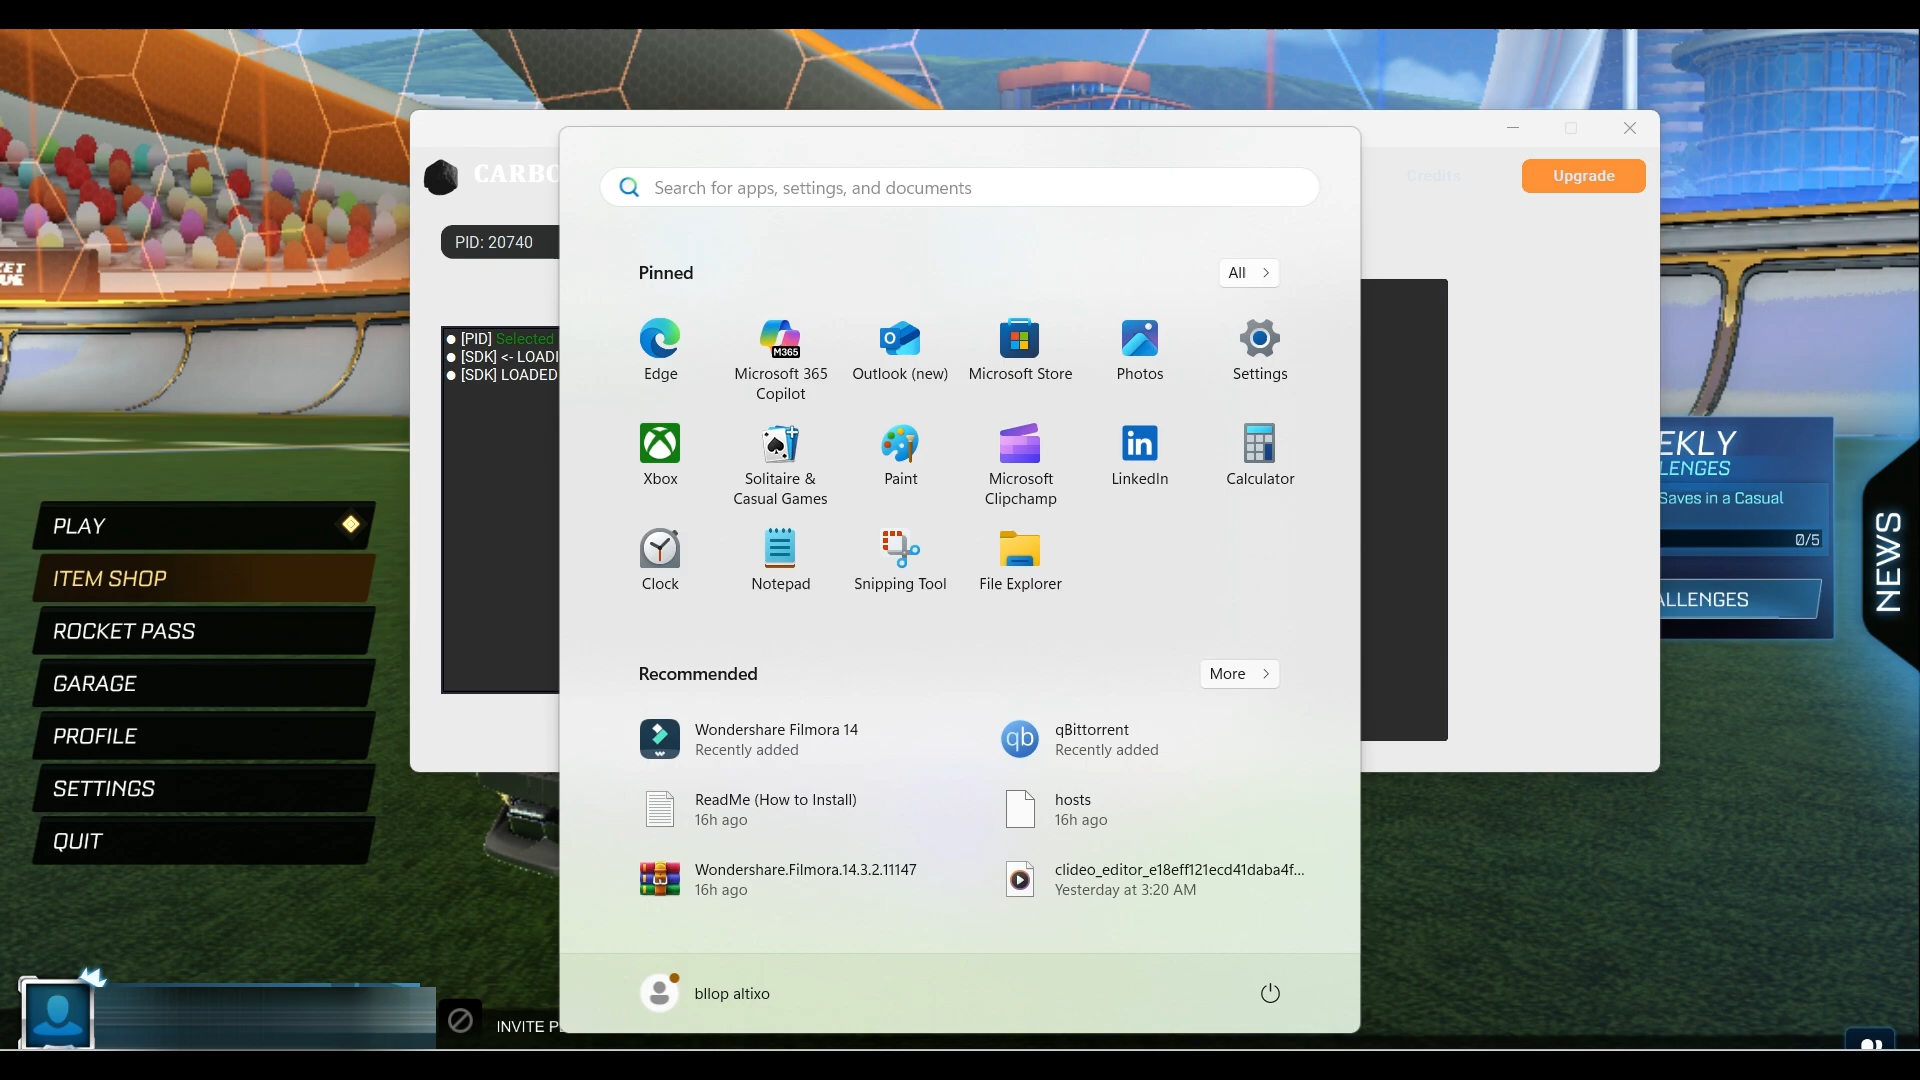 CARBO
Credits
Upgrade
PID: 20740
[PID] Selected
[SDK] <- LOADI
[SDK] LOADED
Search for apps, settings, and documents
Pinned
All
Edge
Microsoft 365 Copilot
Outlook (new)
Microsoft Store
Photos
Settings
M365
Xbox
Solitaire & Casual Games
Paint
Microsoft Clipchamp
LinkedIn
Calculator
Clock
Notepad
Snipping Tool
File Explorer
Recommended
More
Wondershare Filmora 14
Recently added
qb
qBittorrent
Recently added
ReadMe (How to Install)
16h ago
hosts
16h ago
Wondershare.Filmora.14.3.2.11147
16h ago
clideo_editor_e18eff121ecd41daba4f...
Yesterday at 3:20 AM
bllop altixo
PLAY
ITEM SHOP
ROCKET PASS
GARAGE
PROFILE
SETTINGS
QUIT
INVITE P
EKLY
LENGES
Saves in a Casual
0/5
ALLENGES
NEWS